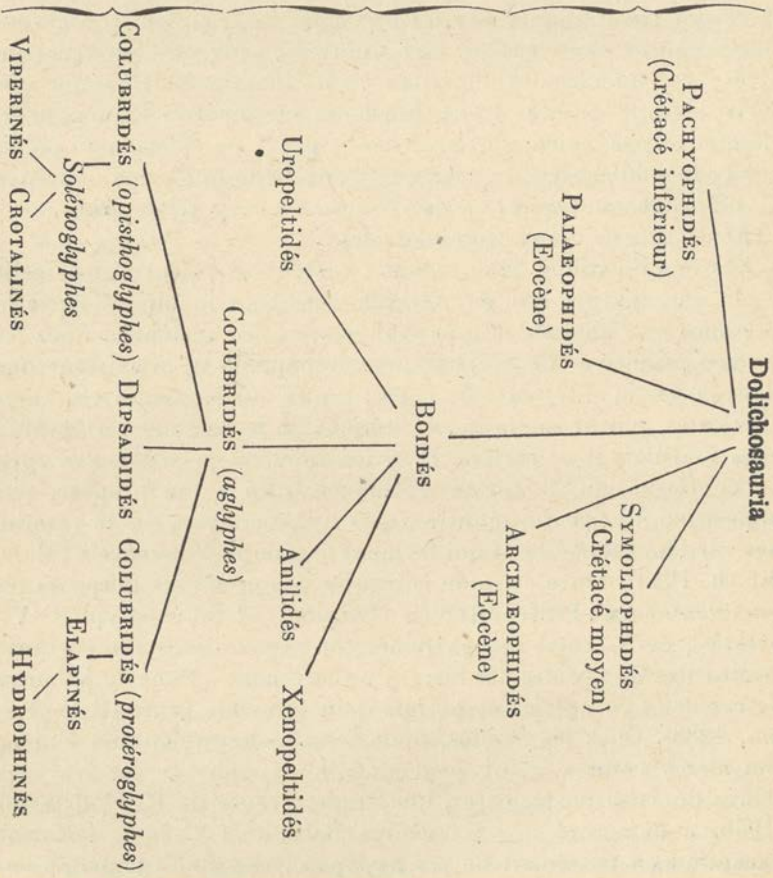 Dolichosauria
PACHYOPHIDÉS
(Crétacé inférieur)
SYMOLIOPHIDÉS
(Crétacé moyen)
PALAEOPHIDÉS
(Eocène)
ARCHAEOPHIDÉS
(Eocène)
BOIDÉS
Uropeltidés
Anilidés
Xenopeltidés
COLUBRIDÉS (aglyphes)
COLUBRIDÉS (opisthoglyphes) DIPSADIDÉS COLUBRIDÉS (protéroglyphes)
Solénoglyphes
ELAPINÉS
VIPERINÉS CROTALINÉS
HYDROPHINÉS